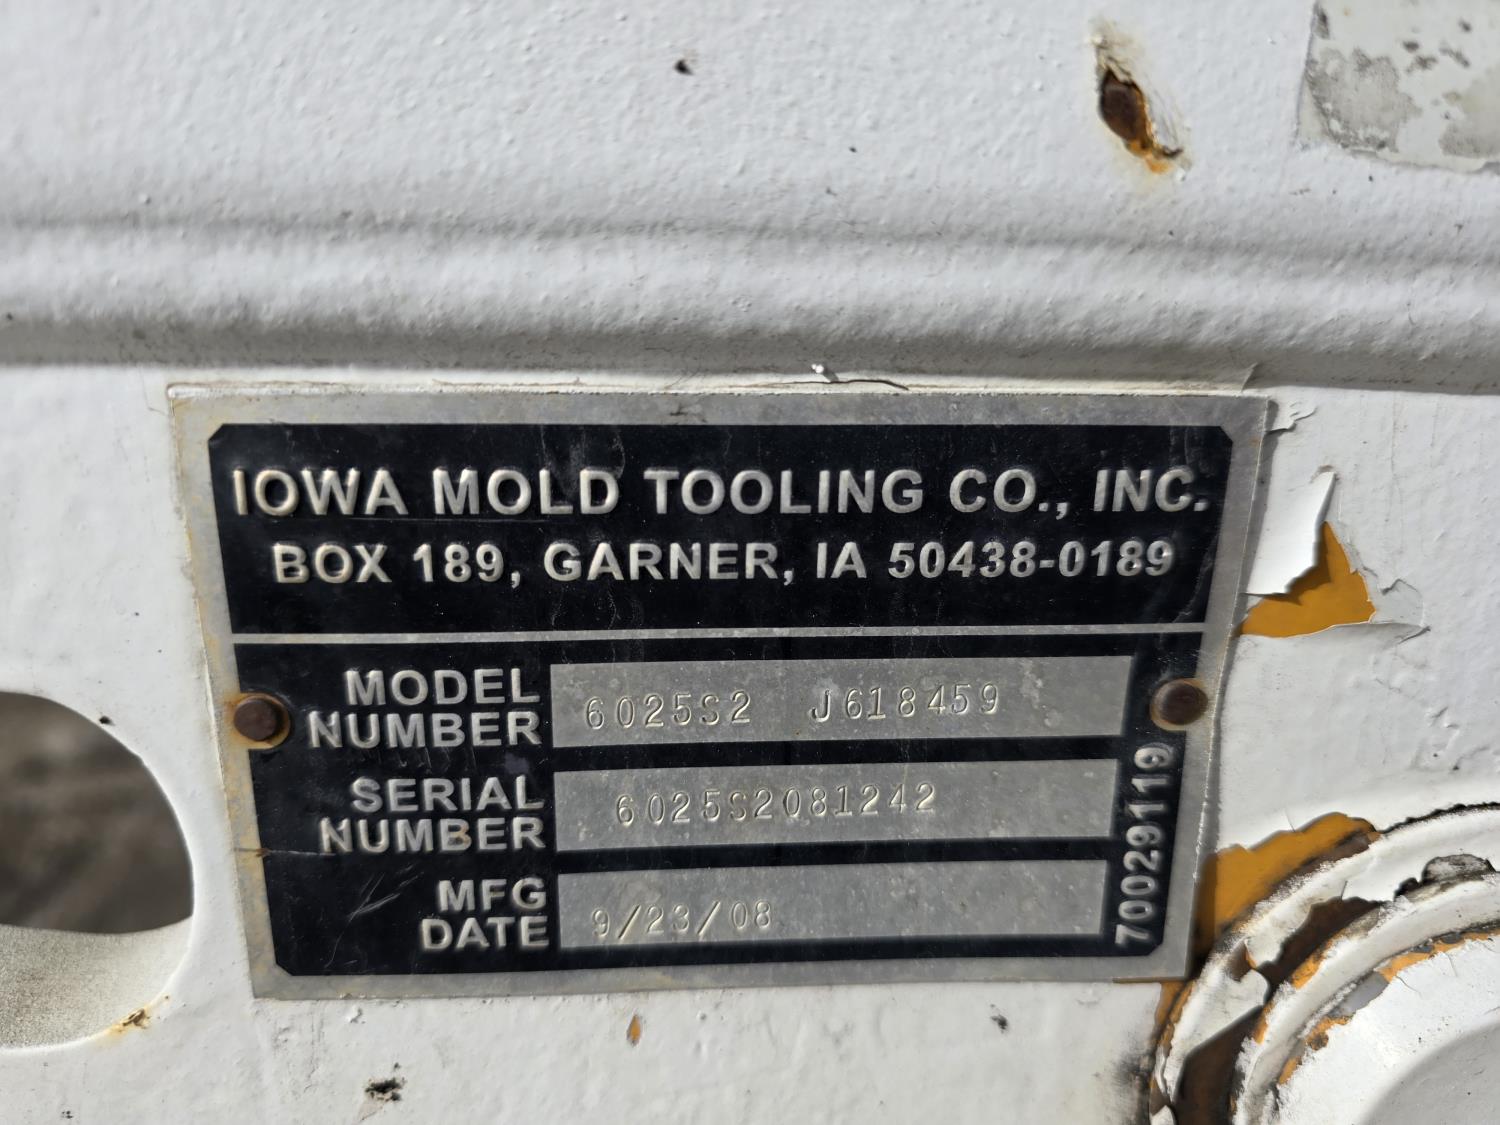 IOWA MOLD TOOLING CO., INC.
BOX 189, GARNER, IA 50438-0189
MODEL NUMBER 6025S2 J618459
SERIAL NUMBER 6025S2081242
MFG DATE 9/23/08
70029119